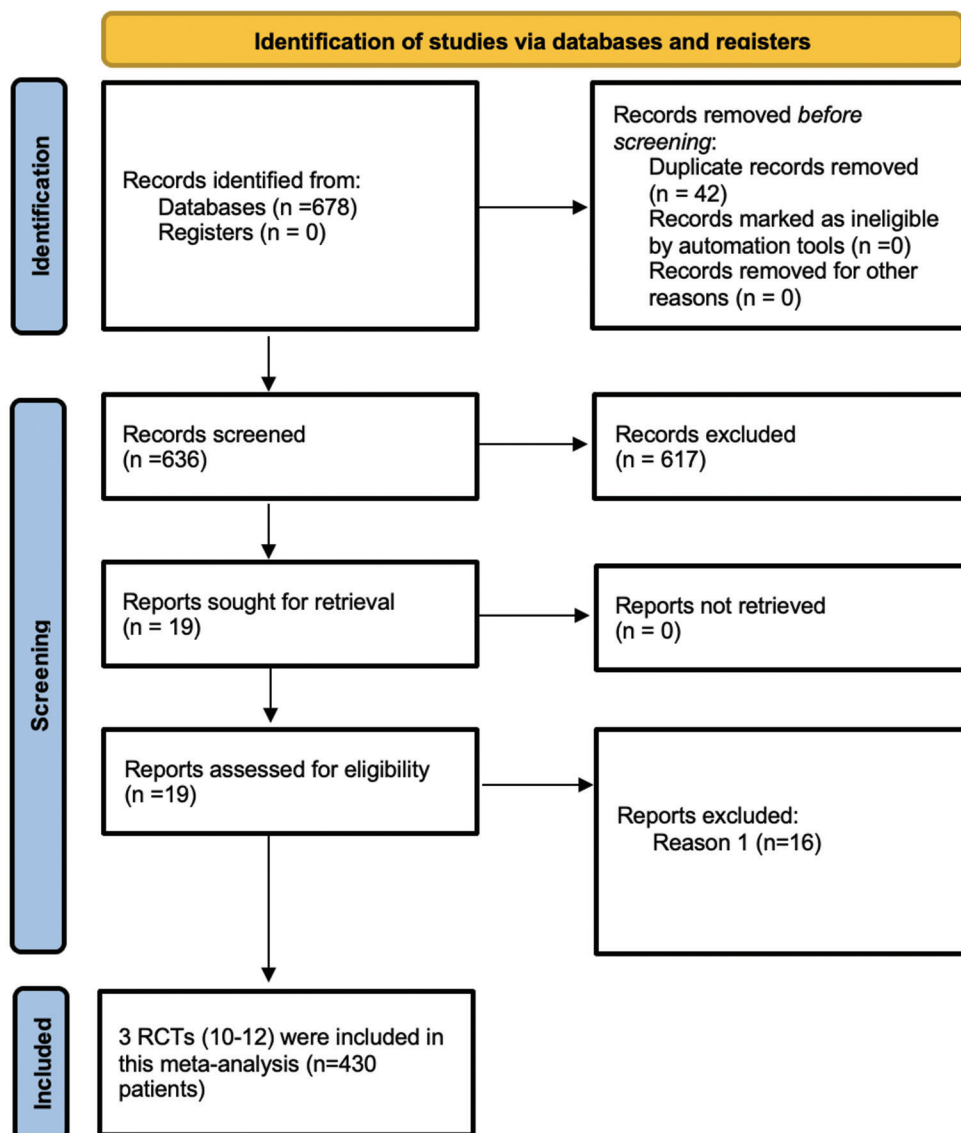 Identification of studies via databases and registers
Identification
Records identified from:
Databases (n =678)
Registers (n = 0)
Records removed before
screening:
Duplicate records removed
(n = 42)
Records marked as ineligible
by automation tools (n =0)
Records removed for other
reasons (n = 0)
Screening
Records screened
(n =636)
Records excluded
(n = 617)
Reports sought for retrieval
(n = 19)
Reports not retrieved
(n = 0)
Reports assessed for eligibility
(n =19)
Reports excluded:
Reason 1 (n=16)
Included
3 RCTs (10-12) were included in
this meta-analysis (n=430
patients)